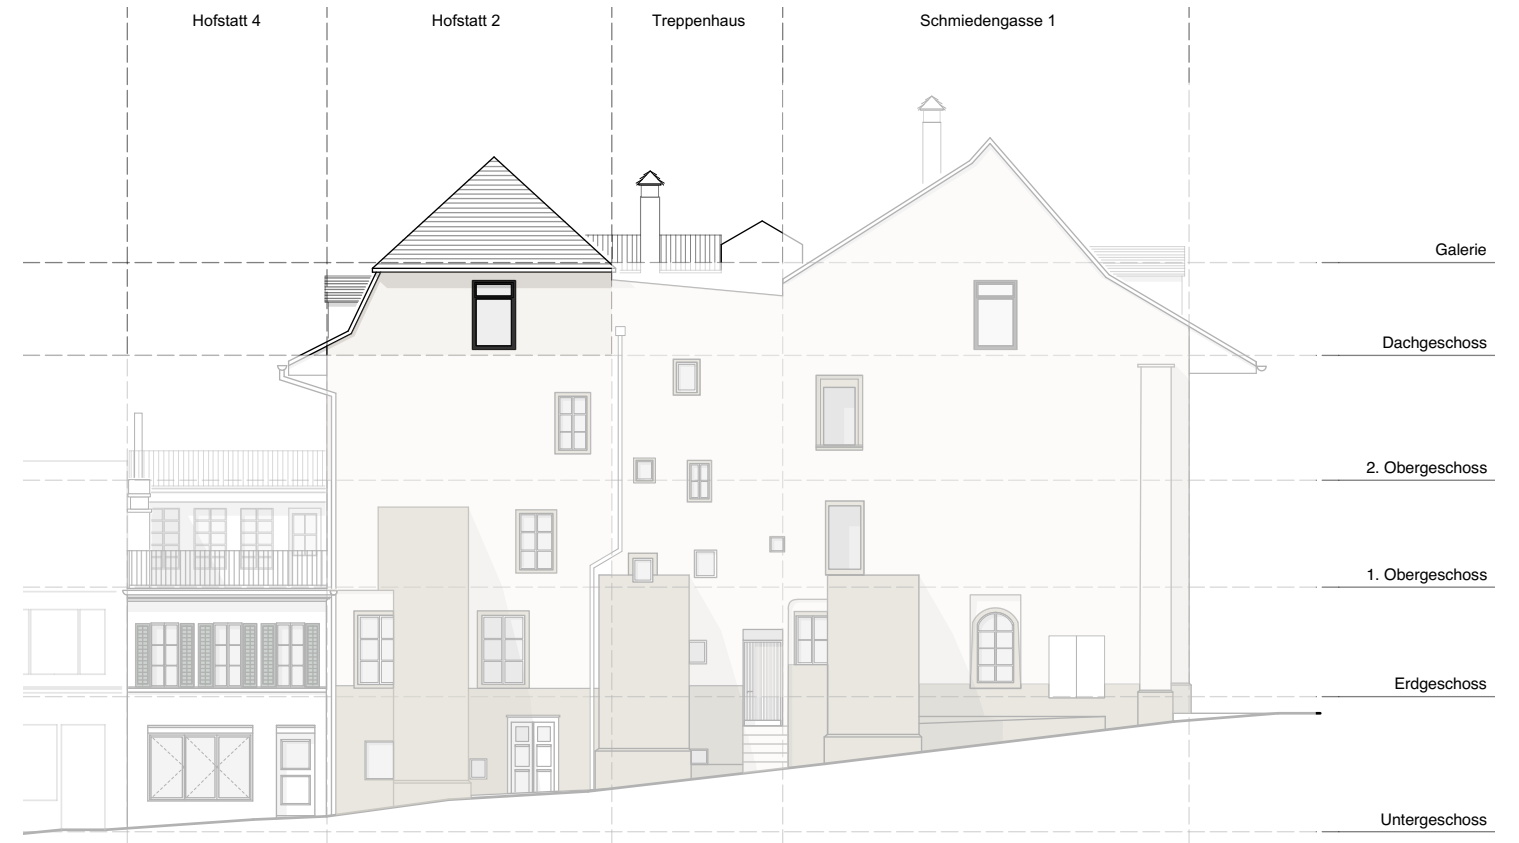 Hofstatt 4
Hofstatt 2
Treppenhaus
Schmiedengasse 1
Galerie
Dachgeschoss
2. Obergeschoss
1. Obergeschoss
Erdgeschoss
Untergeschoss